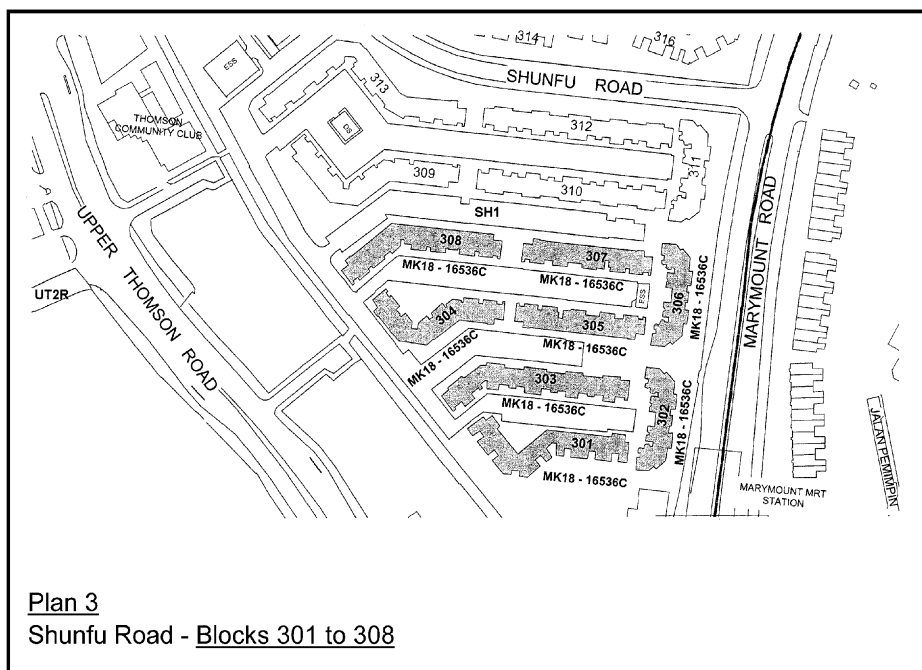 314
316
ESS
313
SHUNFU ROAD
THOMSON
COMMUNITY CLUB
ES
312
311
309
310
SH1
UPPER THOMSON ROAD
MARYMOUNT ROAD
308
307
MK18 - 16536C
MK18 - 16536C
306
MK18 - 16536C
UT2R
ESS
304
305
MK18 - 16536C
MK18 - 16536C
303
MK18 - 16536C
302
MK18 - 16536C
301
MK18 - 16536C
JALAN PEMIMPIN
MARYMOUNT MRT
STATION
Plan 3
Shunfu Road - Blocks 301 to 308